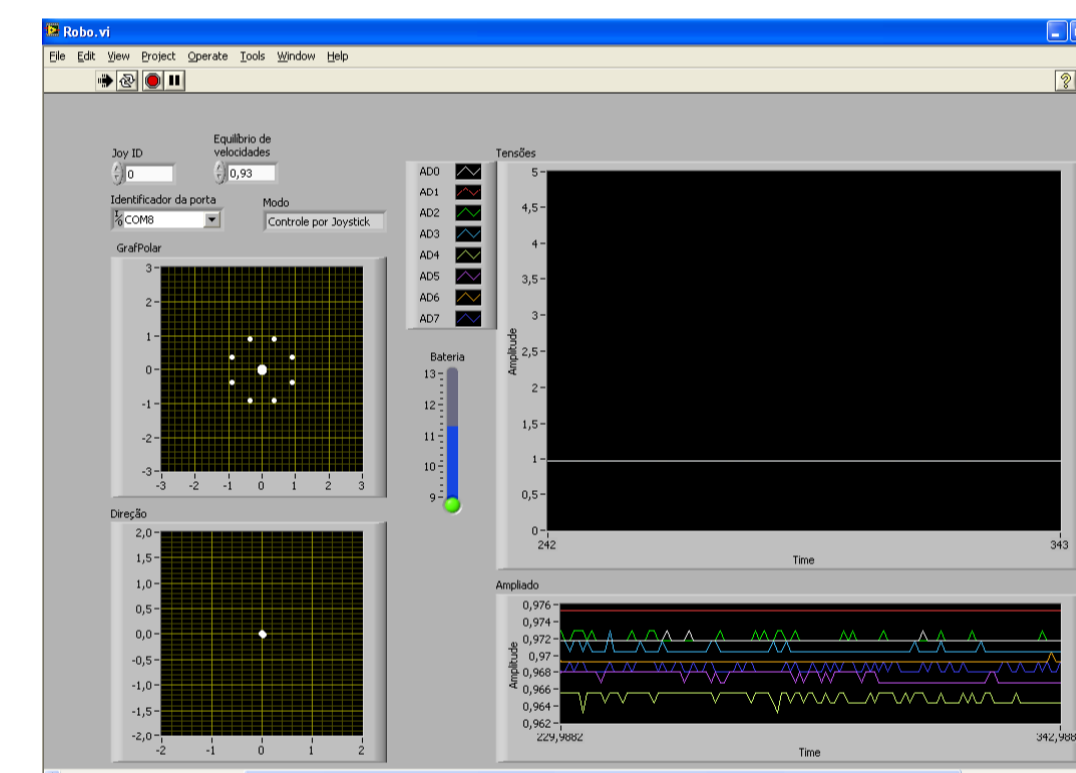 Robo.vi
File Edit View Project Operate Tools Window Help
Joy ID
0
Equilíbrio de
velocidades
0,93
Identificador da porta
COM8
Modo
Controle por Joystick
GrafPolar
3
2
1
0
-1
-2
-3
-3 -2 -1 0 1 2 3
Direção
2,0
1,5
1,0
0,5
0,0
-0,5
-1,0
-1,5
-2,0
-2 -1 0 1 2
AD0
AD1
AD2
AD3
AD4
AD5
AD6
AD7
Bateria
13
12
11
10
9
Tensões
Amplitude
5
4,5
4
3,5
3
2,5
2
1,5
1
0,5
0
242 343
Time
Ampliado
Amplitude
0,976
0,974
0,972
0,97
0,968
0,966
0,964
0,962
229,9882 342,988
Time